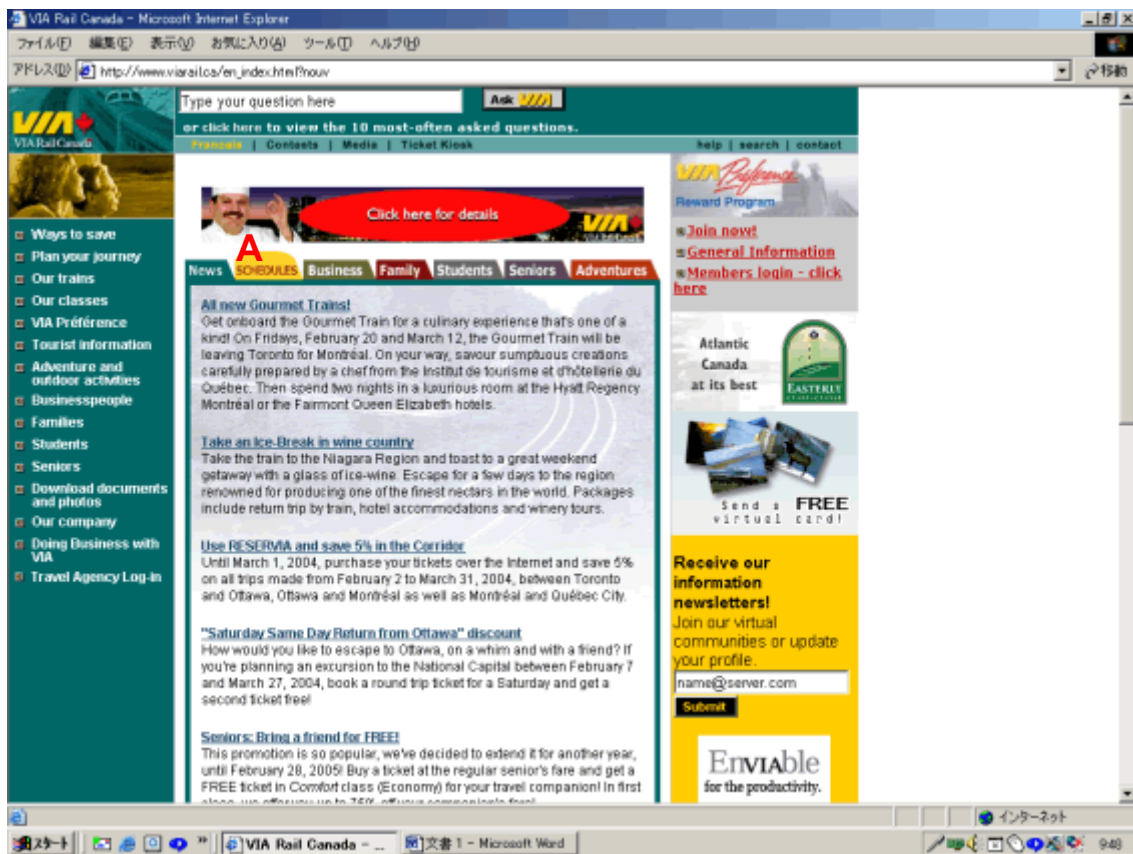 VIA Rail Canada - Microsoft Internet Explorer
ファイル(F) 編集(E) 表示(V) お気に入り(A) ツール(T) ヘルプ(H)
アドレス(D) http://www.viarail.ca/en_index.html?nouv 移動
VIA
VIA Rail Canada
Type your question here Ask VIA
or click here to view the 10 most-often asked questions.
Francais | Contests | Media | Ticket Kiosk help | search | contact
Click here for details
VIA
A
News SCHEDULES Business Family Students Seniors Adventures
Ways to save
Plan your journey
Our trains
Our classes
VIA Préférence
Tourist information
Adventure and
outdoor activities
Businesspeople
Families
Students
Seniors
Download documents
and photos
Our company
Doing Business with
VIA
Travel Agency Log-in
All new Gourmet Trains!
Get onboard the Gourmet Train for a culinary experience that's one of a
kind! On Fridays, February 20 and March 12, the Gourmet Train will be
leaving Toronto for Montréal. On your way, savour sumptuous creations
carefully prepared by a chef from the Institut de tourisme et d'hôtellerie du
Québec. Then spend two nights in a luxurious room at the Hyatt Regency
Montréal or the Fairmont Queen Elizabeth hotels.
Take an Ice-Break in wine country
Take the train to the Niagara Region and toast to a great weekend
getaway with a glass of ice-wine. Escape for a few days to the region
renowned for producing one of the finest nectars in the world. Packages
include return trip by train, hotel accommodations and winery tours.
Use RESERVIA and save 5% in the Corridor
Until March 1, 2004, purchase your tickets over the Internet and save 5%
on all trips made from February 2 to March 31, 2004, between Toronto
and Ottawa, Ottawa and Montréal as well as Montréal and Québec City.
"Saturday Same Day Return from Ottawa" discount
How would you like to escape to Ottawa, on a whim and with a friend? If
you're planning an excursion to the National Capital between February 7
and March 27, 2004, book a round trip ticket for a Saturday and get a
second ticket free!
Seniors: Bring a friend for FREE!
This promotion is so popular, we've decided to extend it for another year,
until February 28, 2005! Buy a ticket at the regular senior's fare and get a
FREE ticket in Comfort class (Economy) for your travel companion! In first
class, we offer you up to 75% off your companion's fare!
VIA Préférence
Reward Program
Join now!
General Information
Members login - click
here
Atlantic
Canada
at its best
EASTERLY
Send a FREE
virtual card!
Receive our
information
newsletters!
Join our virtual
communities or update
your profile.
name@server.com
Submit
EnVIAble
for the productivity.
インターネット
スタート VIA Rail Canada - ... 文書 1 - Microsoft Word 9:48